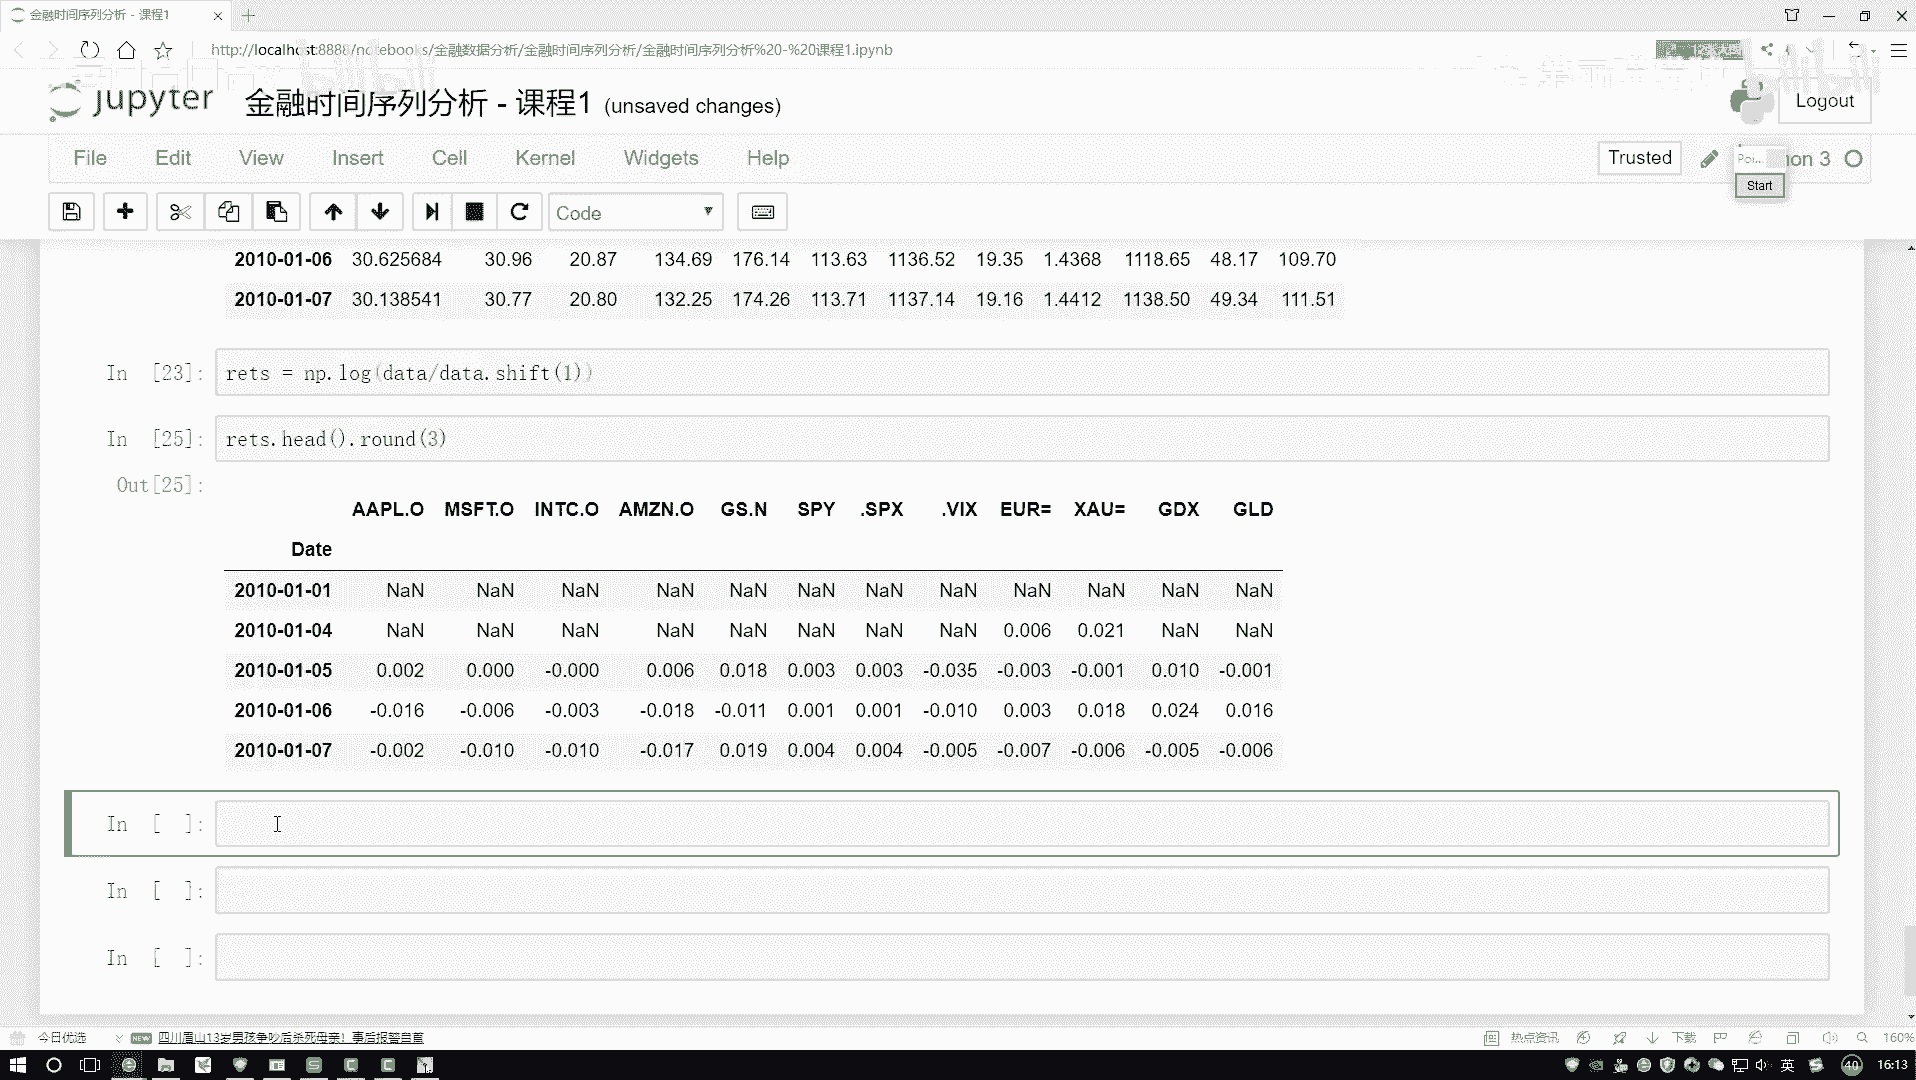 金融时间序列分析 - 课程1
http://localhost:8888/notebooks/金融数据分析/金融时间序列分析/金融时间序列分析%20-%20课程1.ipynb
bilibili
jupyter 金融时间序列分析 - 课程1 (unsaved changes)
Logout
File Edit View Insert Cell Kernel Widgets Help
Trusted
Start
Code
2010-01-06 30.625684 30.96 20.87 134.69 176.14 113.63 1136.52 19.35 1.4368 1118.65 48.17 109.70
2010-01-07 30.138541 30.77 20.80 132.25 174.26 113.71 1137.14 19.16 1.4412 1138.50 49.34 111.51
In [23]: rets = np.log(data/data.shift(1))
In [25]: rets.head().round(3)
Out[25]:
AAPL.O MSFT.O INTC.O AMZN.O GS.N SPY .SPX .VIX EUR= XAU= GDX GLD
Date
2010-01-01 NaN NaN NaN NaN NaN NaN NaN NaN NaN NaN NaN NaN
2010-01-04 NaN NaN NaN NaN NaN NaN NaN NaN 0.006 0.021 NaN NaN
2010-01-05 0.002 0.000 -0.000 0.006 0.018 0.003 0.003 -0.035 -0.003 -0.001 0.010 -0.001
2010-01-06 -0.016 -0.006 -0.003 -0.018 -0.011 0.001 0.001 -0.010 0.003 0.018 0.024 0.016
2010-01-07 -0.002 -0.010 -0.010 -0.017 0.019 0.004 0.004 -0.005 -0.007 -0.006 -0.005 -0.006
In [ ]:
In [ ]:
In [ ]:
今日优选 NEW 四川眉山13岁男孩争吵后杀死母亲！事后报警自首
热点资讯 下载 160%
英 40 16:13